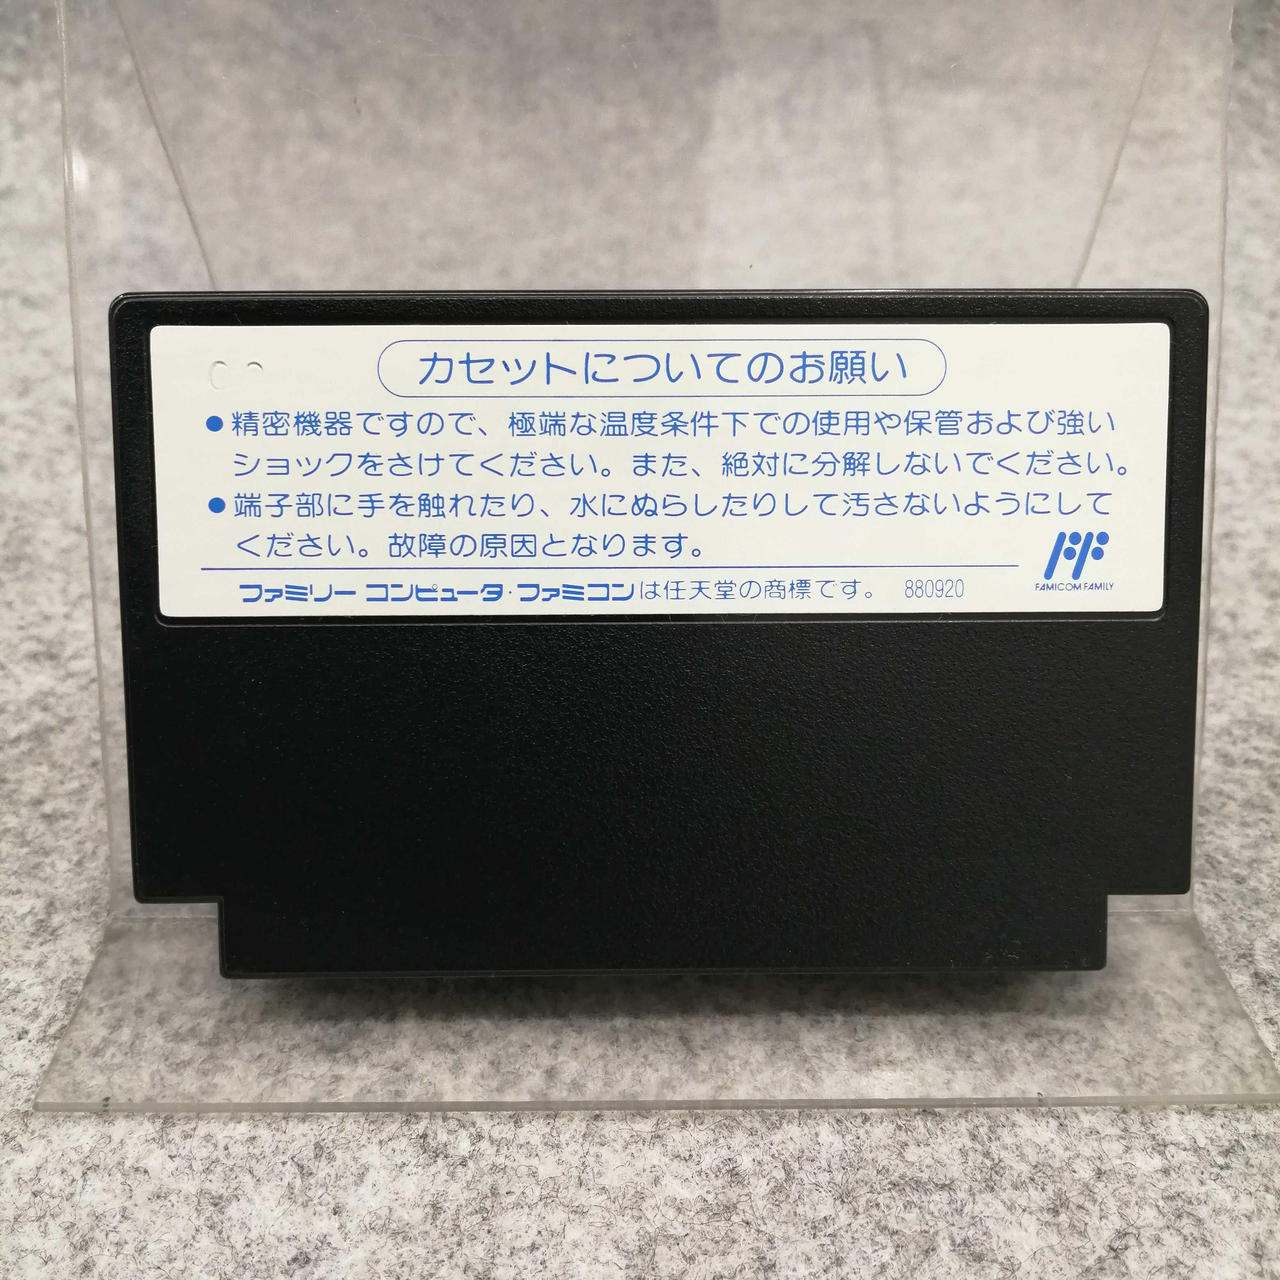 カセットについてのお願い
●精密機器ですので、極端な温度条件下での使用や保管および強い
ショックをさけてください。また、絶対に分解しないでください。
●端子部に手を触れたり、水にぬらしたりして汚さないようにして
ください。故障の原因となります。
ファミリー コンピュータ・ファミコンは任天堂の商標です。 880920
FAMICOM FAMILY